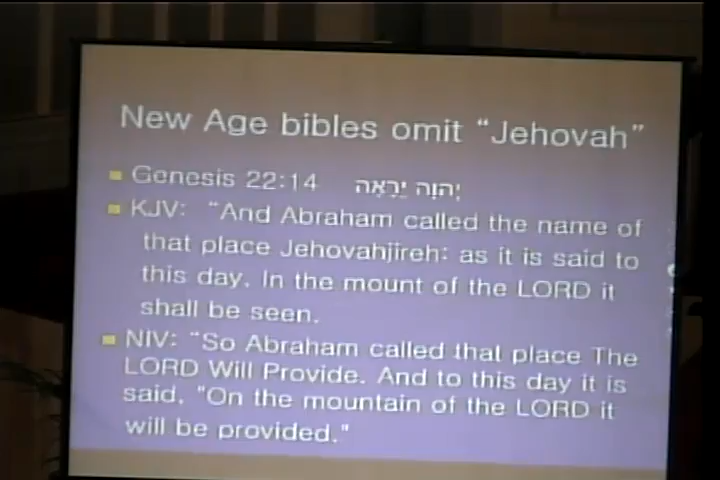 New Age bibles omit “Jehovah”
Genesis 22:14 יְהוָה יֵרָאֶה
KJV: “And Abraham called the name of
that place Jehovahjireh: as it is said to
this day. In the mount of the LORD it
shall be seen.
NIV: “So Abraham called that place The
LORD Will Provide. And to this day it is
said, "On the mountain of the LORD it
will be provided."